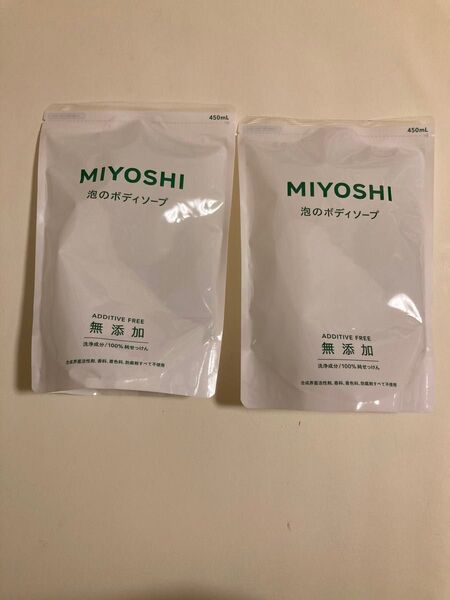 450mL
MIYOSHI
泡のボディソープ
ADDITIVE FREE
無添加
洗浄成分/100%純せっけん
合成界面活性剤、香料、着色料、防腐剤すべて不使用
450mL
MIYOSHI
泡のボディソープ
ADDITIVE FREE
無添加
洗浄成分/100%純せっけん
合成界面活性剤、香料、着色料、防腐剤すべて不使用